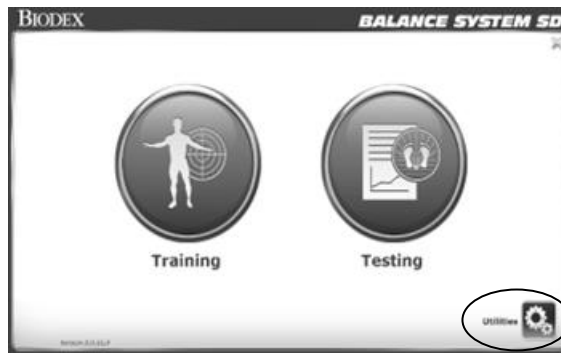 BIODEX
BALANCE SYSTEM SD
Training
Testing
Utilities